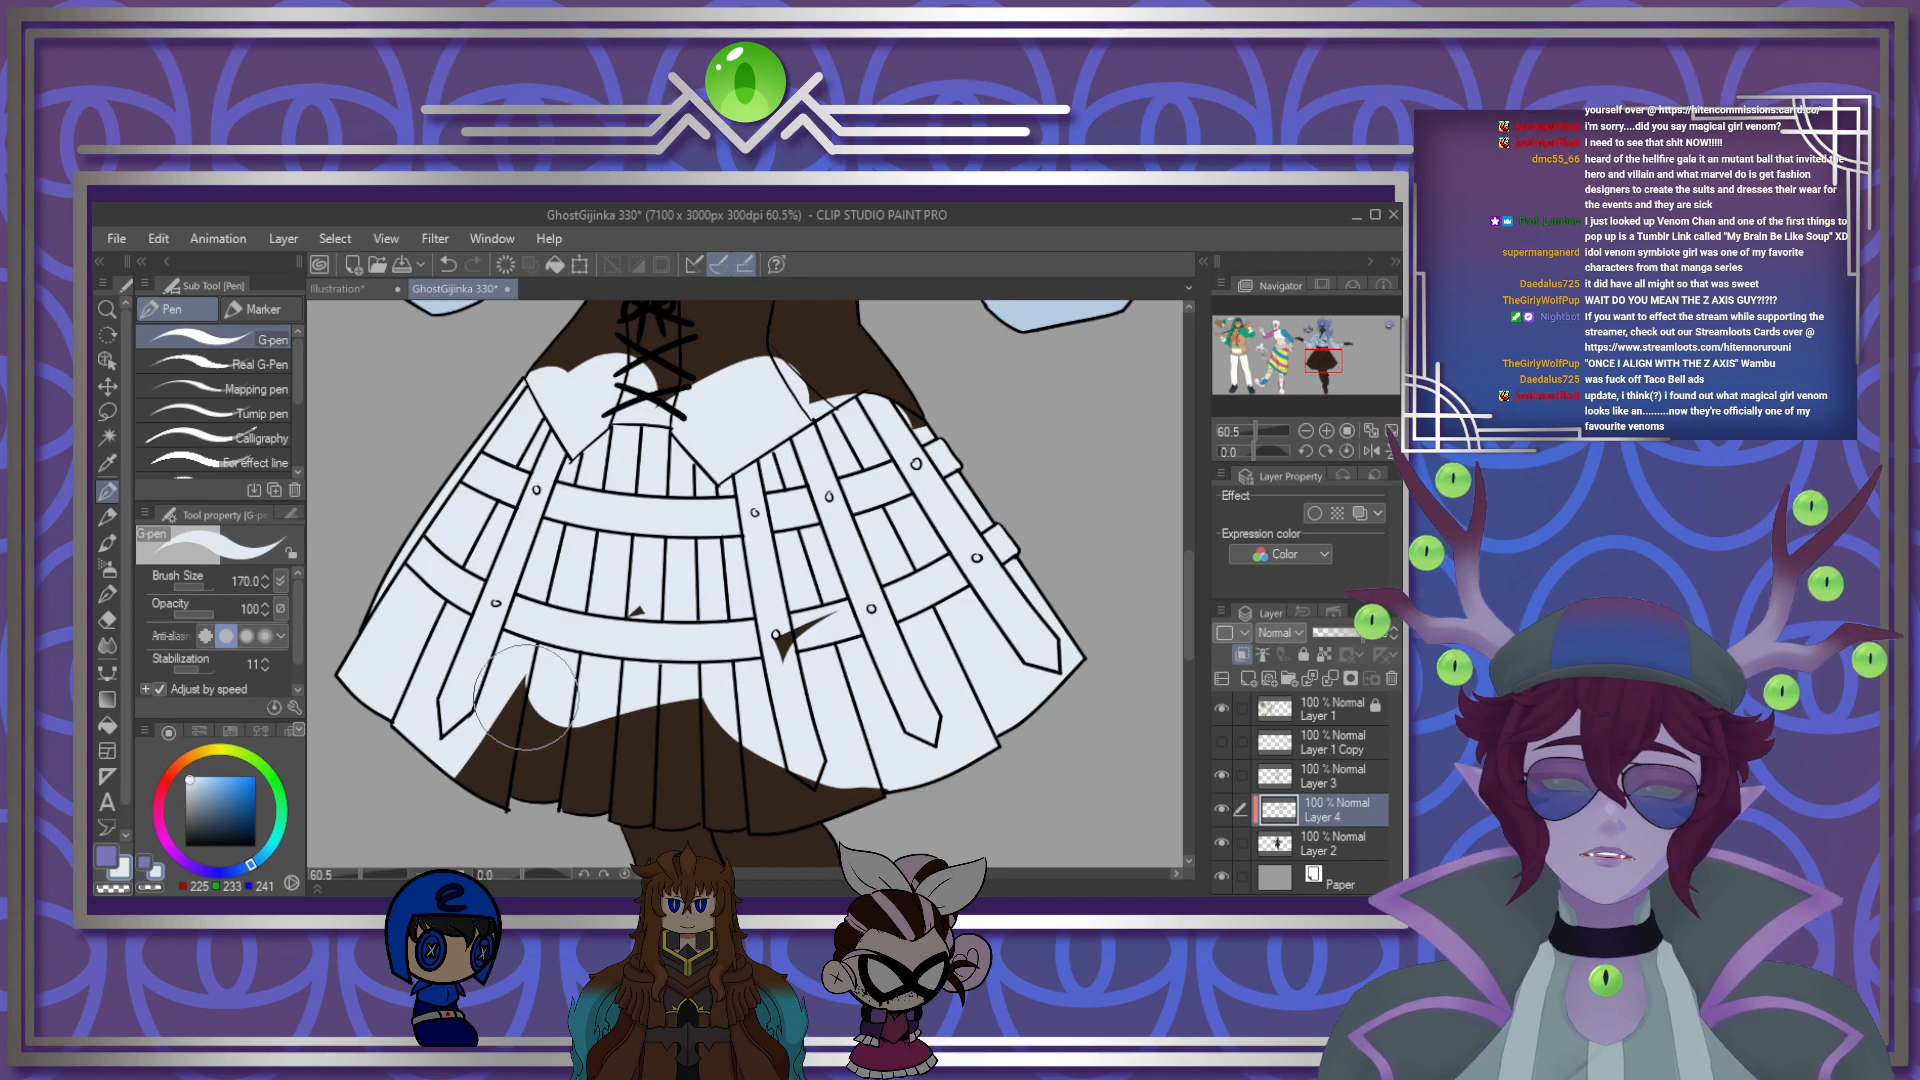 GhostGijinka 330* (7100 x 3000px 300dpi 60.5%) - CLIP STUDIO PAINT PRO
File Edit Animation Layer Select View Filter Window Help
Sub Tool [Pen]
Illustration*
GhostGijinka 330*
Pen
Marker
G-pen
Real G-Pen
Mapping pen
Turnip pen
Calligraphy
For effect line
Tool property [G-pe
G-pen
Brush Size 170.0
Opacity 100
Anti-aliasin
Stabilization 11
Adjust by speed
225 233 241
60.5 0.0
Navigator
60.5
0.0
Layer Property
Effect
Expression color
Color
Layer
Normal
100 % Normal
Layer 1
100 % Normal
Layer 1 Copy
100 % Normal
Layer 3
100 % Normal
Layer 4
100 % Normal
Layer 2
Paper
yourself over @ https://hitencommissions.carrd.co/
i'm sorry....did you say magical girl venom?
i need to see that shit NOW!!!!!
dmc55_66 heard of the hellfire gala it an mutant ball that invited the
hero and villain and what marvel do is get fashion
designers to create the suits and dresses their wear for
the events and they are sick
I just looked up Venom Chan and one of the first things to
pop up is a Tumblr Link called "My Brain Be Like Soup" XD
supermanganerd idol venom symbiote girl was one of my favorite
characters from that manga series
Daedalus725 it did have all might so that was sweet
TheGirlyWolfPup WAIT DO YOU MEAN THE Z AXIS GUY?!?!?
Nightbot If you want to effect the stream while supporting the
streamer, check out our Streamloots Cards over @
https://www.streamloots.com/hitennorurouni
TheGirlyWolfPup "ONCE I ALIGN WITH THE Z AXIS" Wambu
Daedalus725 was fuck off Taco Bell ads
update, i think(?) i found out what magical girl venom
looks like an.........now they're officially one of my
favourite venoms